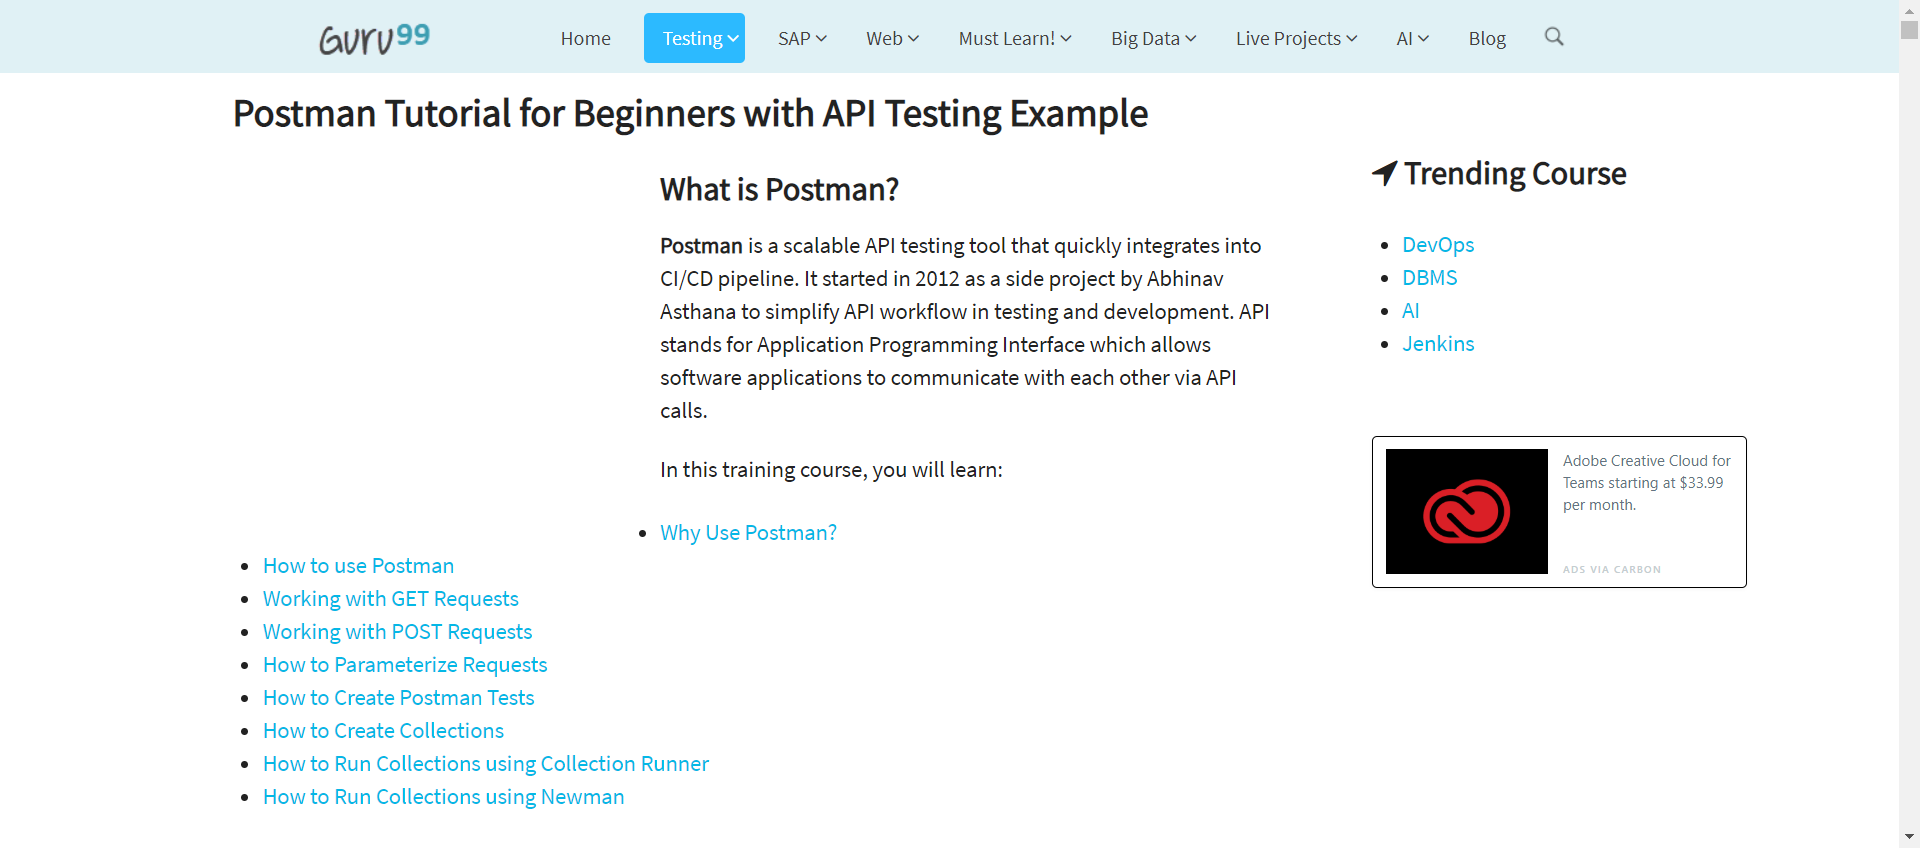 Guru99
Home
Testing
SAP
Web
Must Learn!
Big Data
Live Projects
AI
Blog
Postman Tutorial for Beginners with API Testing Example
What is Postman?
Postman is a scalable API testing tool that quickly integrates into
CI/CD pipeline. It started in 2012 as a side project by Abhinav
Asthana to simplify API workflow in testing and development. API
stands for Application Programming Interface which allows
software applications to communicate with each other via API
calls.
In this training course, you will learn:
Why Use Postman?
How to use Postman
Working with GET Requests
Working with POST Requests
How to Parameterize Requests
How to Create Postman Tests
How to Create Collections
How to Run Collections using Collection Runner
How to Run Collections using Newman
Trending Course
DevOps
DBMS
AI
Jenkins
Adobe Creative Cloud for
Teams starting at $33.99
per month.
ADS VIA CARBON